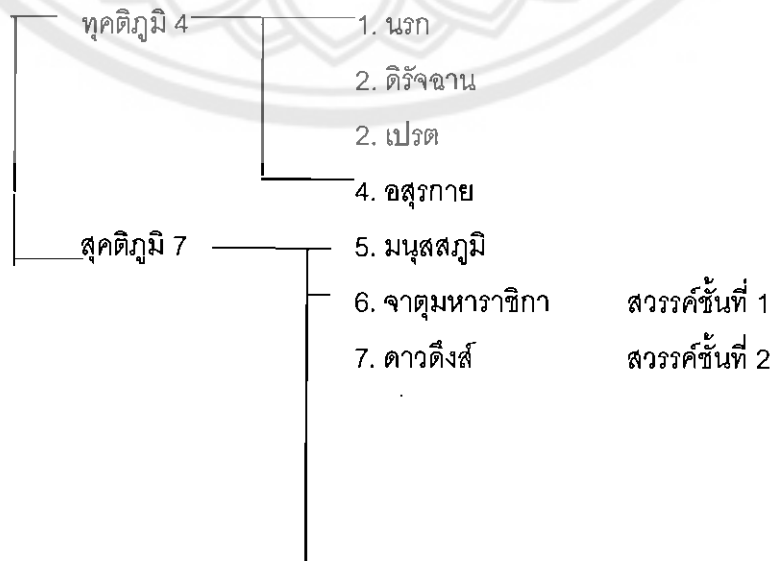 ทุคติภูมิ 4 1. นรก
2. ดิรัจฉาน
2. เปรต
4. อสุรกาย
สุคติภูมิ 7 5. มนุสสภูมิ
6. จาตุมหาราชิกา สวรรค์ชั้นที่ 1
7. ดาวดึงส์ สวรรค์ชั้นที่ 2